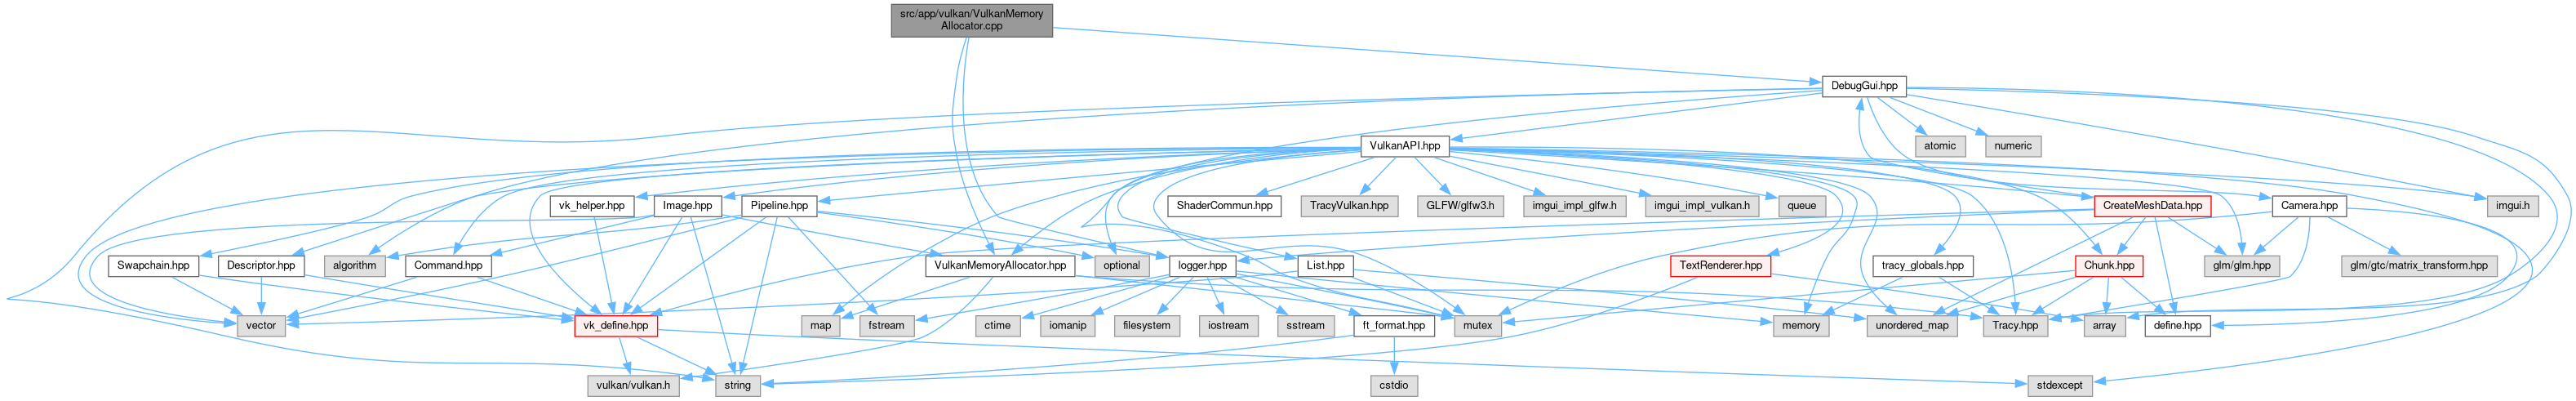 src/app/vulkan/VulkanMemory
Allocator.cpp
DebugGui.hpp
VulkanAPI.hpp
atomic
numeric
vk_helper.hpp
Image.hpp
Pipeline.hpp
ShaderCommun.hpp
TracyVulkan.hpp
GLFW/glfw3.h
imgui_impl_glfw.h
imgui_impl_vulkan.h
queue
CreateMeshData.hpp
Camera.hpp
imgui.h
Swapchain.hpp
Descriptor.hpp
algorithm
Command.hpp
VulkanMemoryAllocator.hpp
optional
logger.hpp
List.hpp
TextRenderer.hpp
tracy_globals.hpp
Chunk.hpp
glm/glm.hpp
glm/gtc/matrix_transform.hpp
vector
vk_define.hpp
map
fstream
ctime
iomanip
filesystem
iostream
sstream
ft_format.hpp
mutex
memory
unordered_map
Tracy.hpp
array
define.hpp
vulkan/vulkan.h
string
cstdio
stdexcept